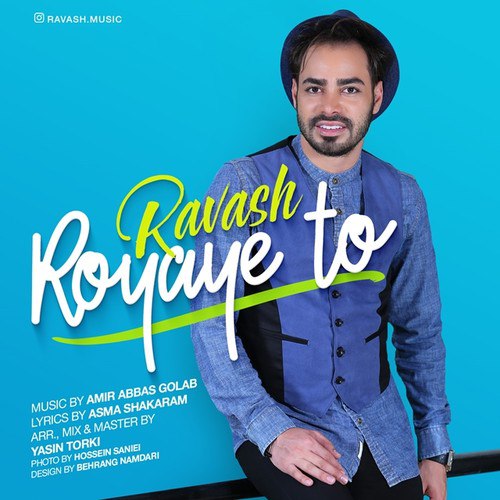 RAVASH.MUSIC
Ravash
Royaye to
MUSIC BY AMIR ABBAS GOLAB
LYRICS BY ASMA SHAKARAM
ARR., MIX & MASTER BY
YASIN TORKI
PHOTO BY HOSSEIN SANIEI
DESIGN BY BEHRANG NAMDARI